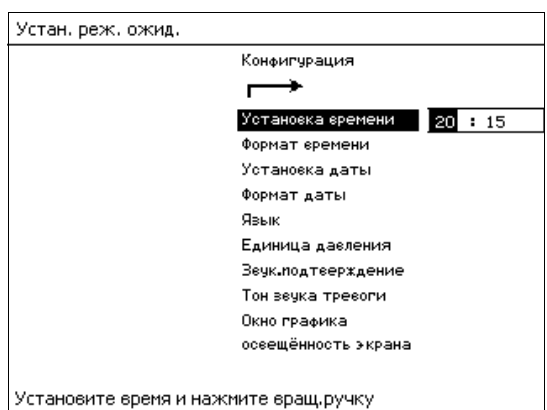 Устан. реж. ожид.
Конфигурация
Установка времени 20 : 15
Формат времени
Установка даты
Формат даты
Язык
Единица давления
Звук.подтверждение
Тон звука тревоги
Окно графика
освещённость экрана
Установите время и нажмите вращ.ручку